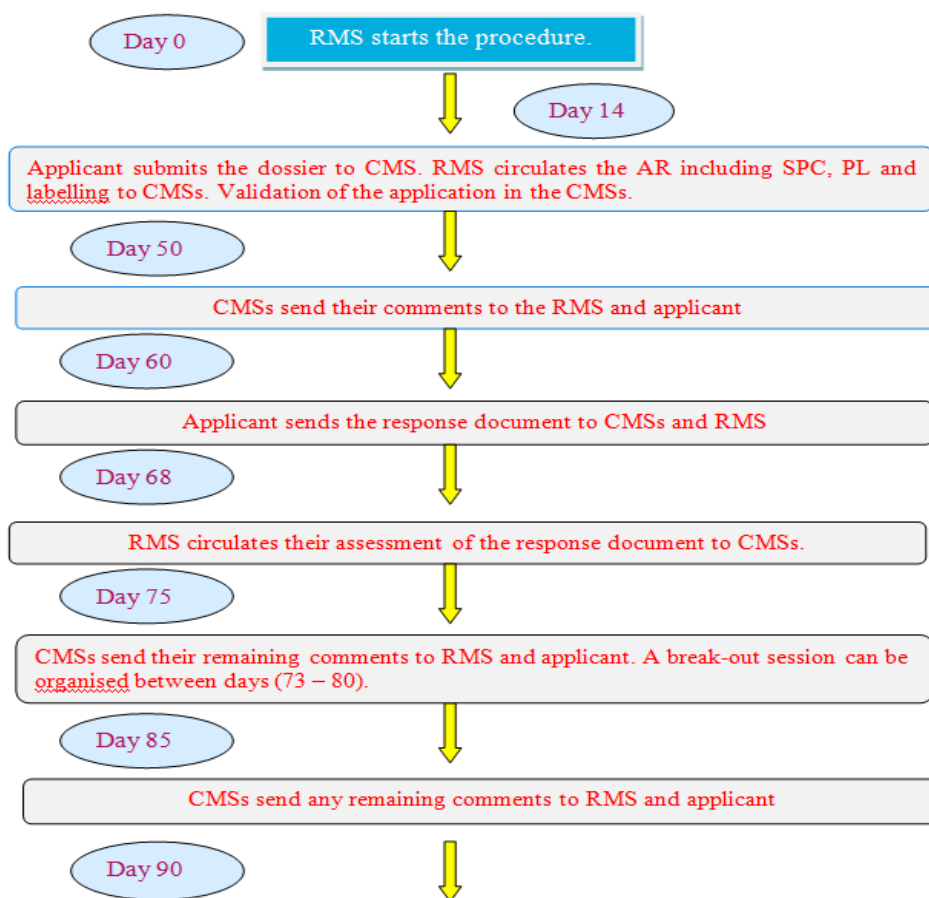 Day 0
RMS starts the procedure.
Day 14
Applicant submits the dossier to CMS. RMS circulates the AR including SPC, PL and
labelling to CMSs. Validation of the application in the CMSs.
Day 50
CMSs send their comments to the RMS and applicant
Day 60
Applicant sends the response document to CMSs and RMS
Day 68
RMS circulates their assessment of the response document to CMSs.
Day 75
CMSs send their remaining comments to RMS and applicant. A break-out session can be
organised between days (73 – 80).
Day 85
CMSs send any remaining comments to RMS and applicant
Day 90